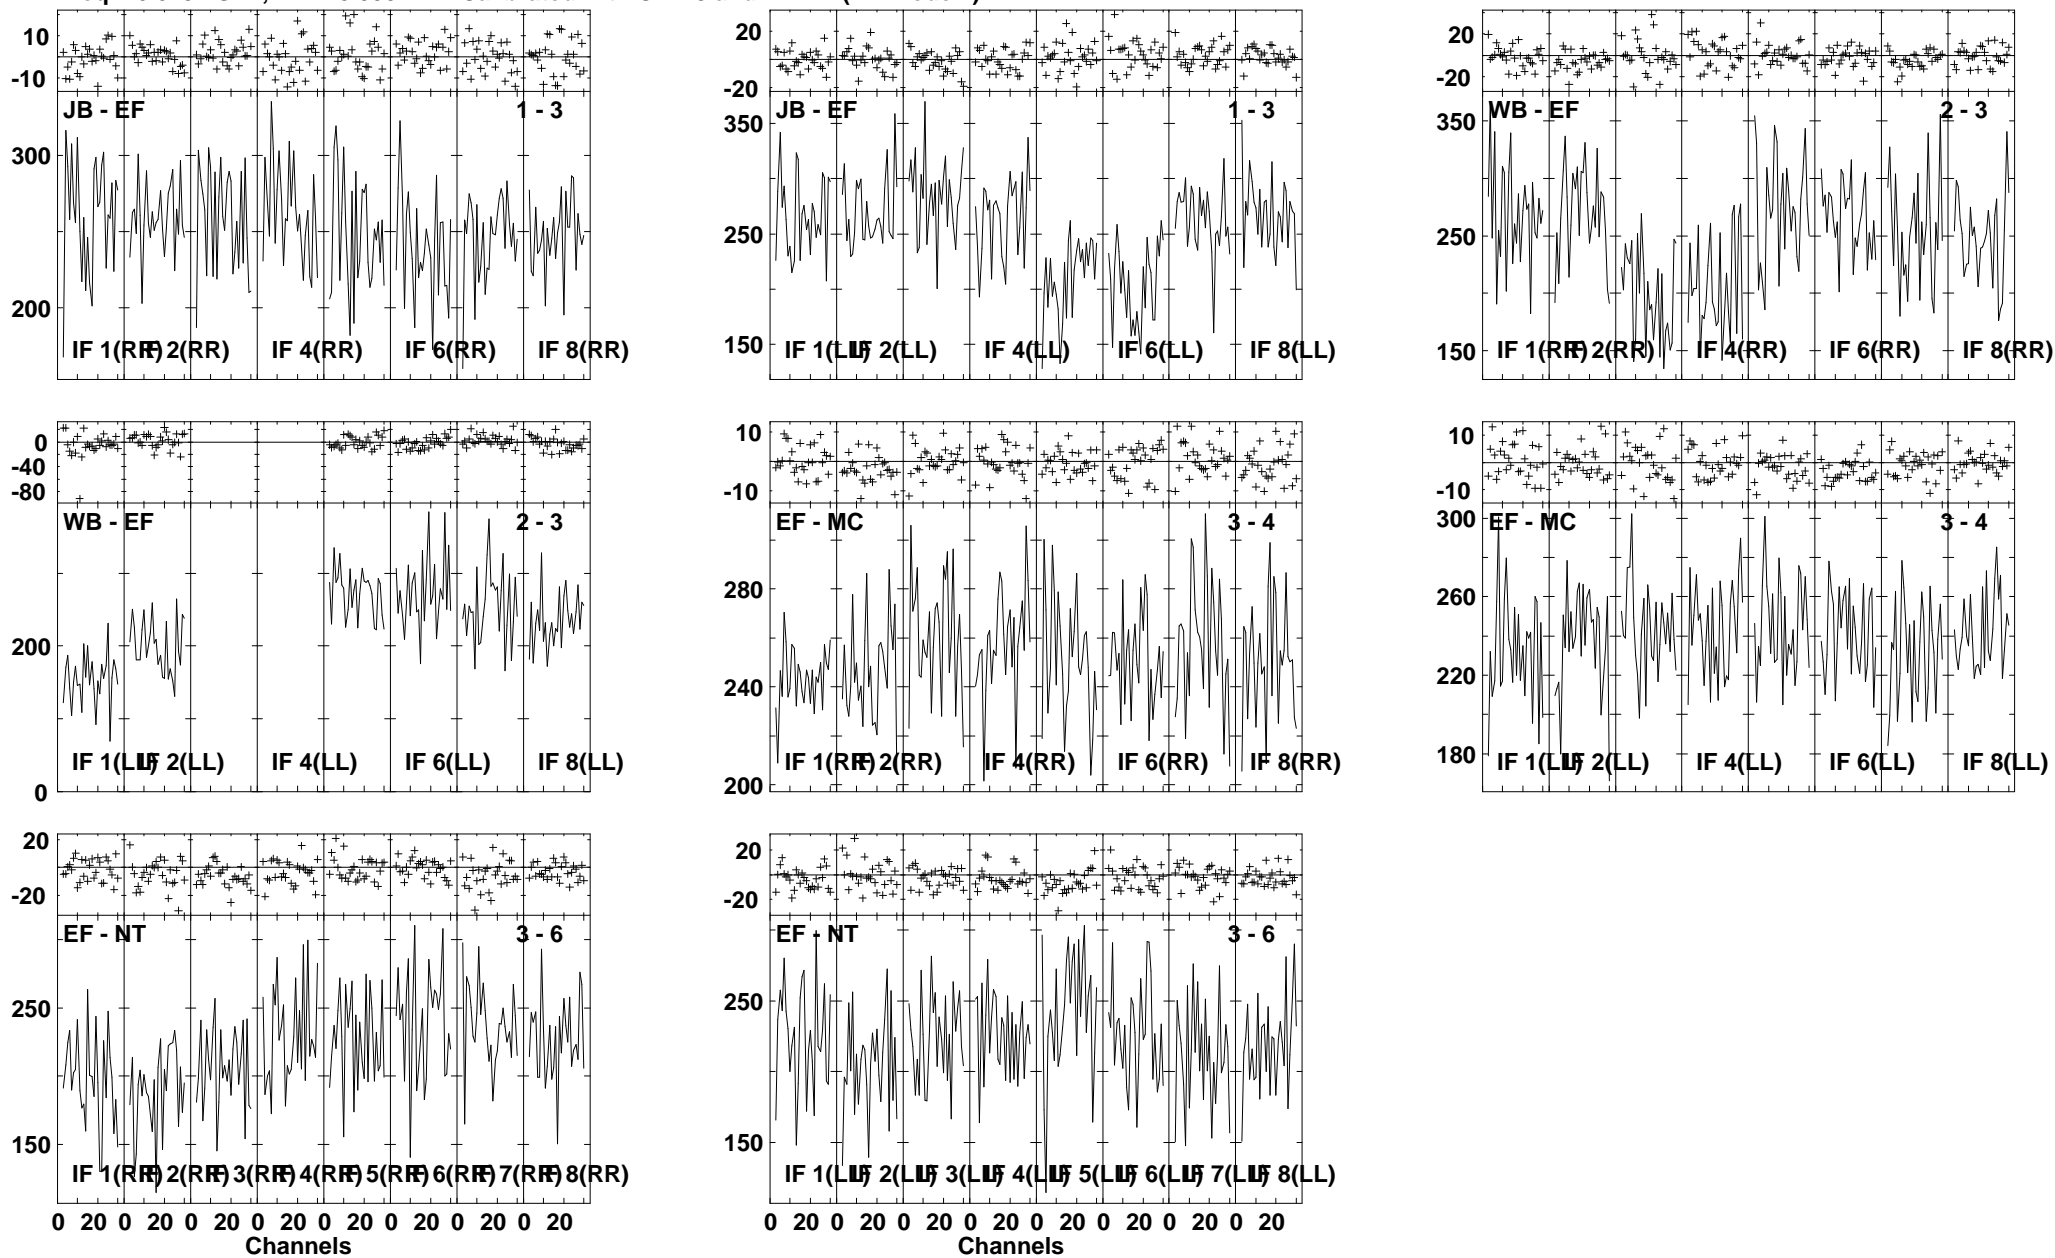 10 20 20
-10 -20 -20
JB - EF 1 - 3 JB - EF 1 - 3 WB - EF 2 - 3
300 350 350
200 250 250
150 150
IF 1(RR) IF 2(RR) IF 4(RR) IF 6(RR) IF 8(RR) IF 1(LL) IF 2(LL) IF 4(LL) IF 6(LL) IF 8(LL) IF 1(RR) IF 2(RR) IF 4(RR) IF 6(RR) IF 8(RR)
0 10 10
-40
-80 -10 -10
WB - EF 2 - 3 EF - MC 3 - 4 EF - MC 3 - 4
200 280 300
0 240 260
200 220
180
IF 1(LL) IF 2(LL) IF 4(LL) IF 6(LL) IF 8(LL) IF 1(RR) IF 2(RR) IF 4(RR) IF 6(RR) IF 8(RR) IF 1(LL) IF 2(LL) IF 4(LL) IF 6(LL) IF 8(LL)
20 20
-20 -20
EF - NT 3 - 6 EF - NT 3 - 6
250 250
150 150
IF 1(RR) IF 2(RR) IF 3(RR) IF 4(RR) IF 5(RR) IF 6(RR) IF 7(RR) IF 8(RR) IF 1(LL) IF 2(LL) IF 3(LL) IF 4(LL) IF 5(LL) IF 6(LL) IF 7(LL) IF 8(LL)
0 20 0 20 0 20 0 20 0 20 0 20 0 20 0 20 0 20 0 20 0 20 0 20 0 20 0 20 0 20 0 20
Channels Channels